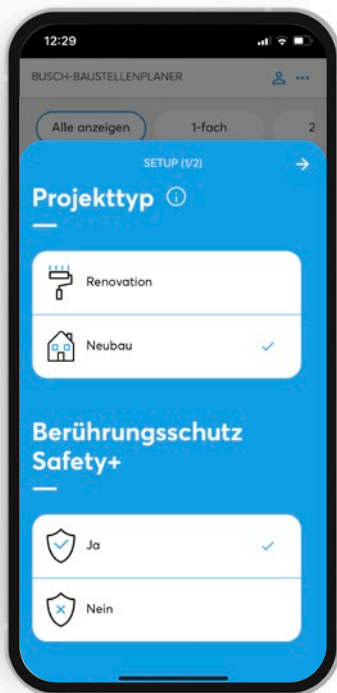 12:29
BUSCH-BAUSTELLENPLANER
Alle anzeigen 1-fach 2
SETUP (1/2)
Projekttyp
Renovation
Neubau
Berührungsschutz
Safety+
Ja
Nein